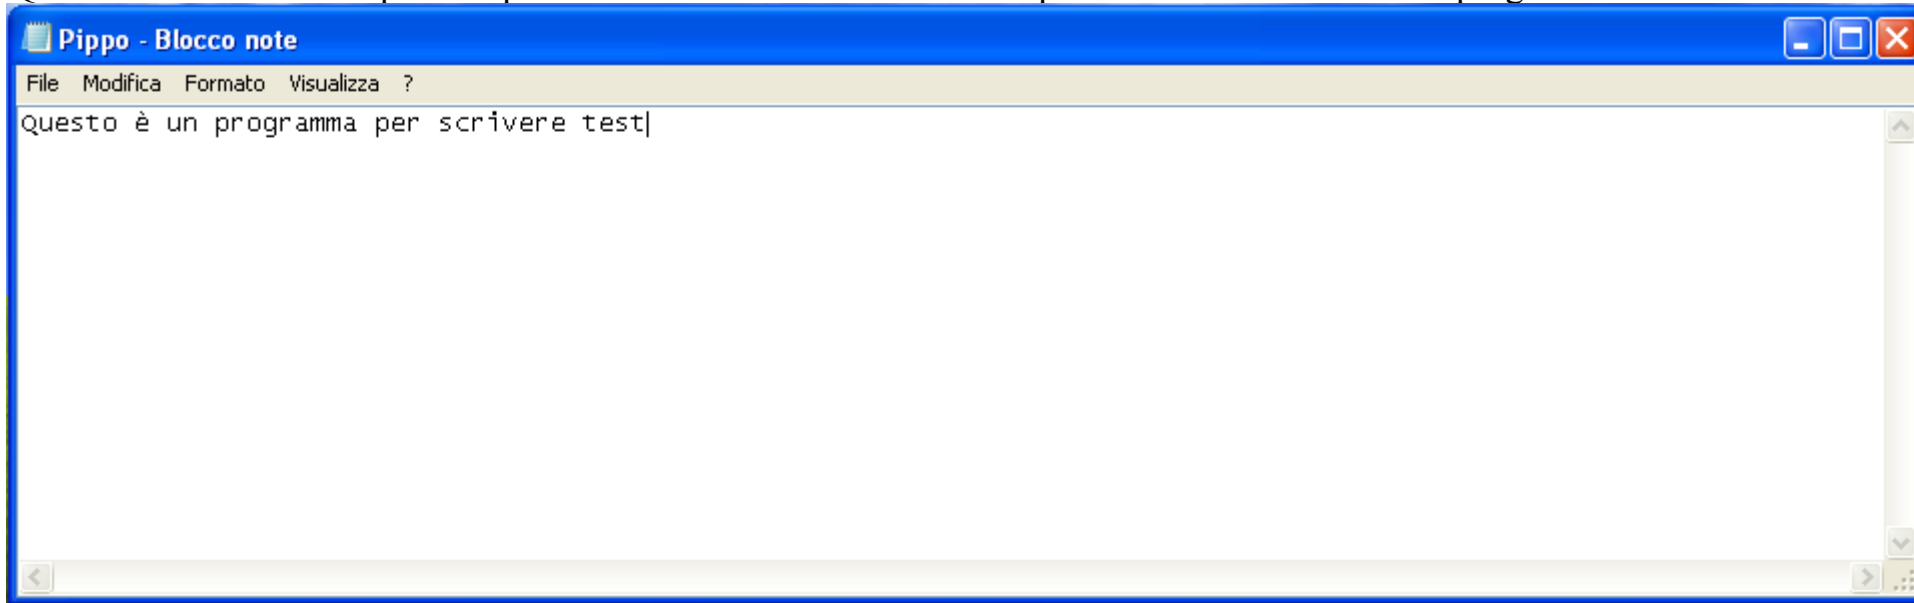 Pippo - Blocco note
File Modifica Formato Visualizza ?
Questo è un programma per scrivere test